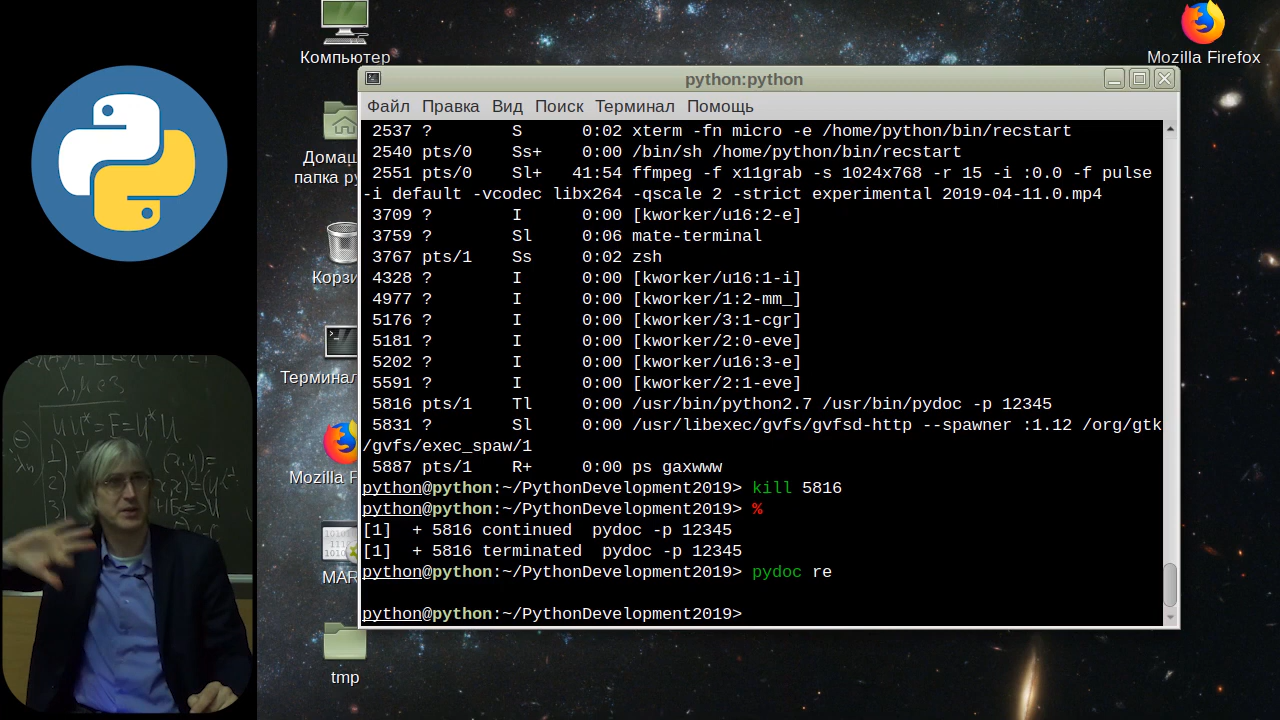 Компьютер
Mozilla Firefox
python:python
Файл Правка Вид Поиск Терминал Помощь
2537 ? S 0:02 xterm -fn micro -e /home/python/bin/recstart
2540 pts/0 Ss+ 0:00 /bin/sh /home/python/bin/recstart
2551 pts/0 Sl+ 41:54 ffmpeg -f x11grab -s 1024x768 -r 15 -i :0.0 -f pulse
-i default -vcodec libx264 -qscale 2 -strict experimental 2019-04-11.0.mp4
3709 ? I 0:00 [kworker/u16:2-e]
3759 ? Sl 0:06 mate-terminal
3767 pts/1 Ss 0:02 zsh
4328 ? I 0:00 [kworker/u16:1-i]
4977 ? I 0:00 [kworker/1:2-mm_]
5176 ? I 0:00 [kworker/3:1-cgr]
5181 ? I 0:00 [kworker/2:0-eve]
5202 ? I 0:00 [kworker/u16:3-e]
5591 ? I 0:00 [kworker/2:1-eve]
5816 pts/1 Tl 0:00 /usr/bin/python2.7 /usr/bin/pydoc -p 12345
5831 ? Sl 0:00 /usr/libexec/gvfs/gvfsd-http --spawner :1.12 /org/gtk
/gvfs/exec_spaw/1
5887 pts/1 R+ 0:00 ps gaxwww
python@python:~/PythonDevelopment2019> kill 5816
python@python:~/PythonDevelopment2019> %
[1] + 5816 continued pydoc -p 12345
[1] + 5816 terminated pydoc -p 12345
python@python:~/PythonDevelopment2019> pydoc re
python@python:~/PythonDevelopment2019>
Домаш
папка py
Корзи
Терминал
Mozilla F
MAR
tmp